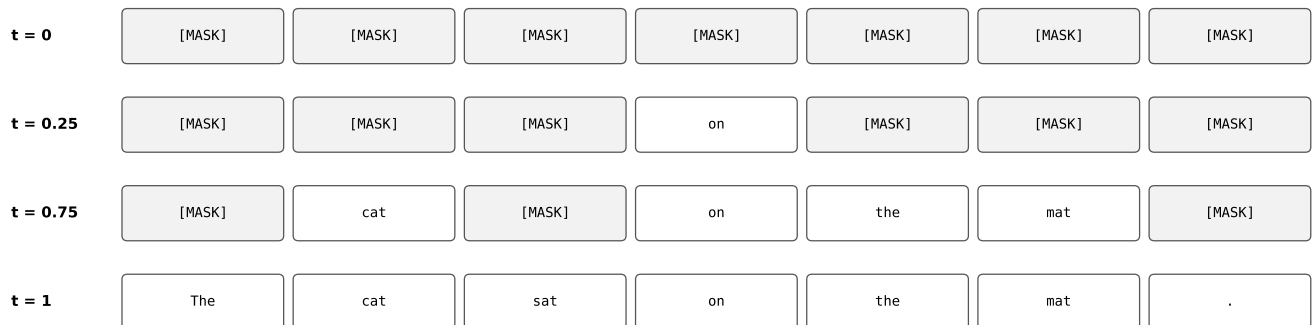 t = 0 [MASK] [MASK] [MASK] [MASK] [MASK] [MASK] [MASK]
t = 0.25 [MASK] [MASK] [MASK] on [MASK] [MASK] [MASK]
t = 0.75 [MASK] cat [MASK] on the mat [MASK]
t = 1 The cat sat on the mat .